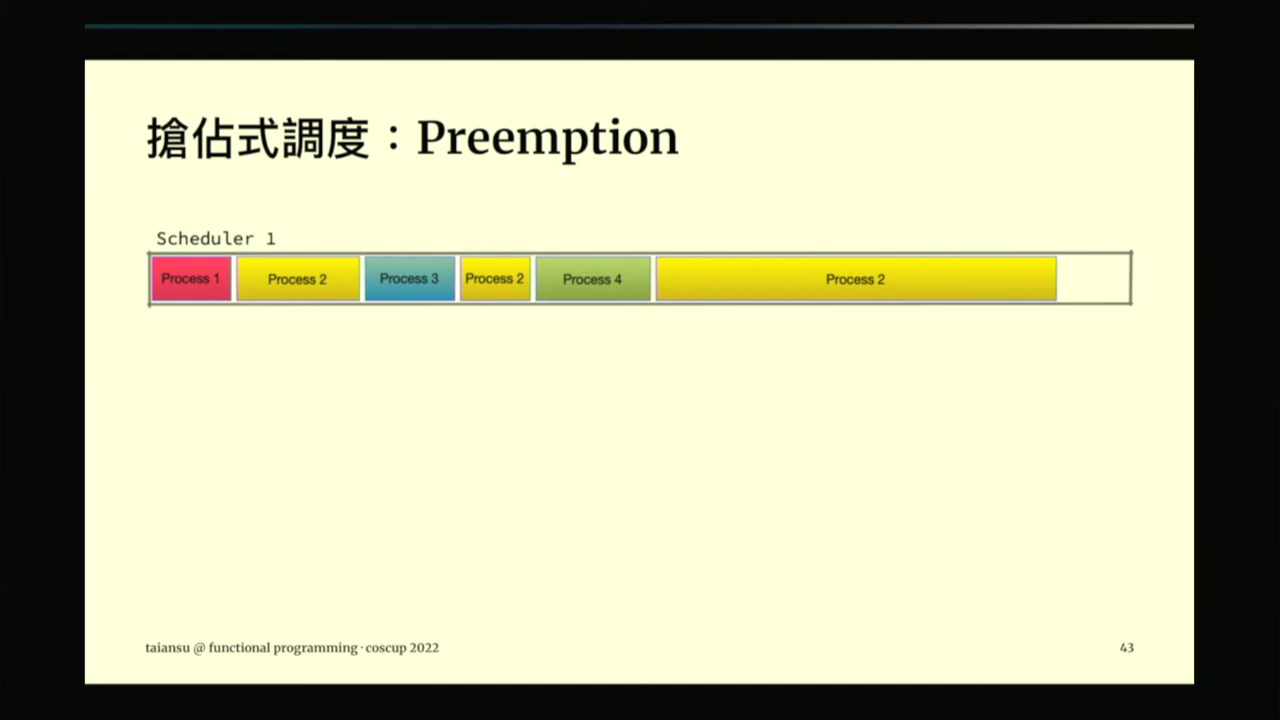 搶佔式調度：Preemption
Scheduler 1
Process 1 Process 2 Process 3 Process 2 Process 4 Process 2
taiansu @ functional programming · coscup 2022 43